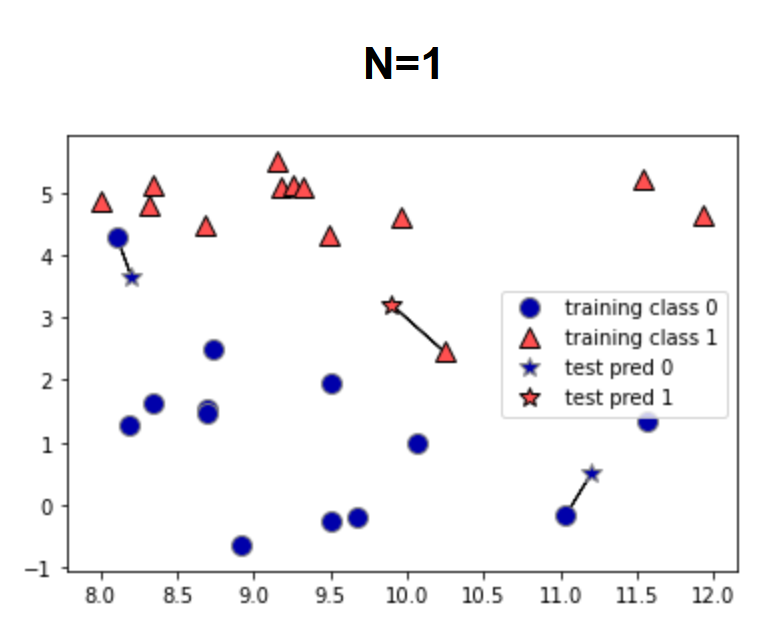 N=1
5
4
3
2
1
0
−1
training class 0
training class 1
test pred 0
test pred 1
8.0 8.5 9.0 9.5 10.0 10.5 11.0 11.5 12.0